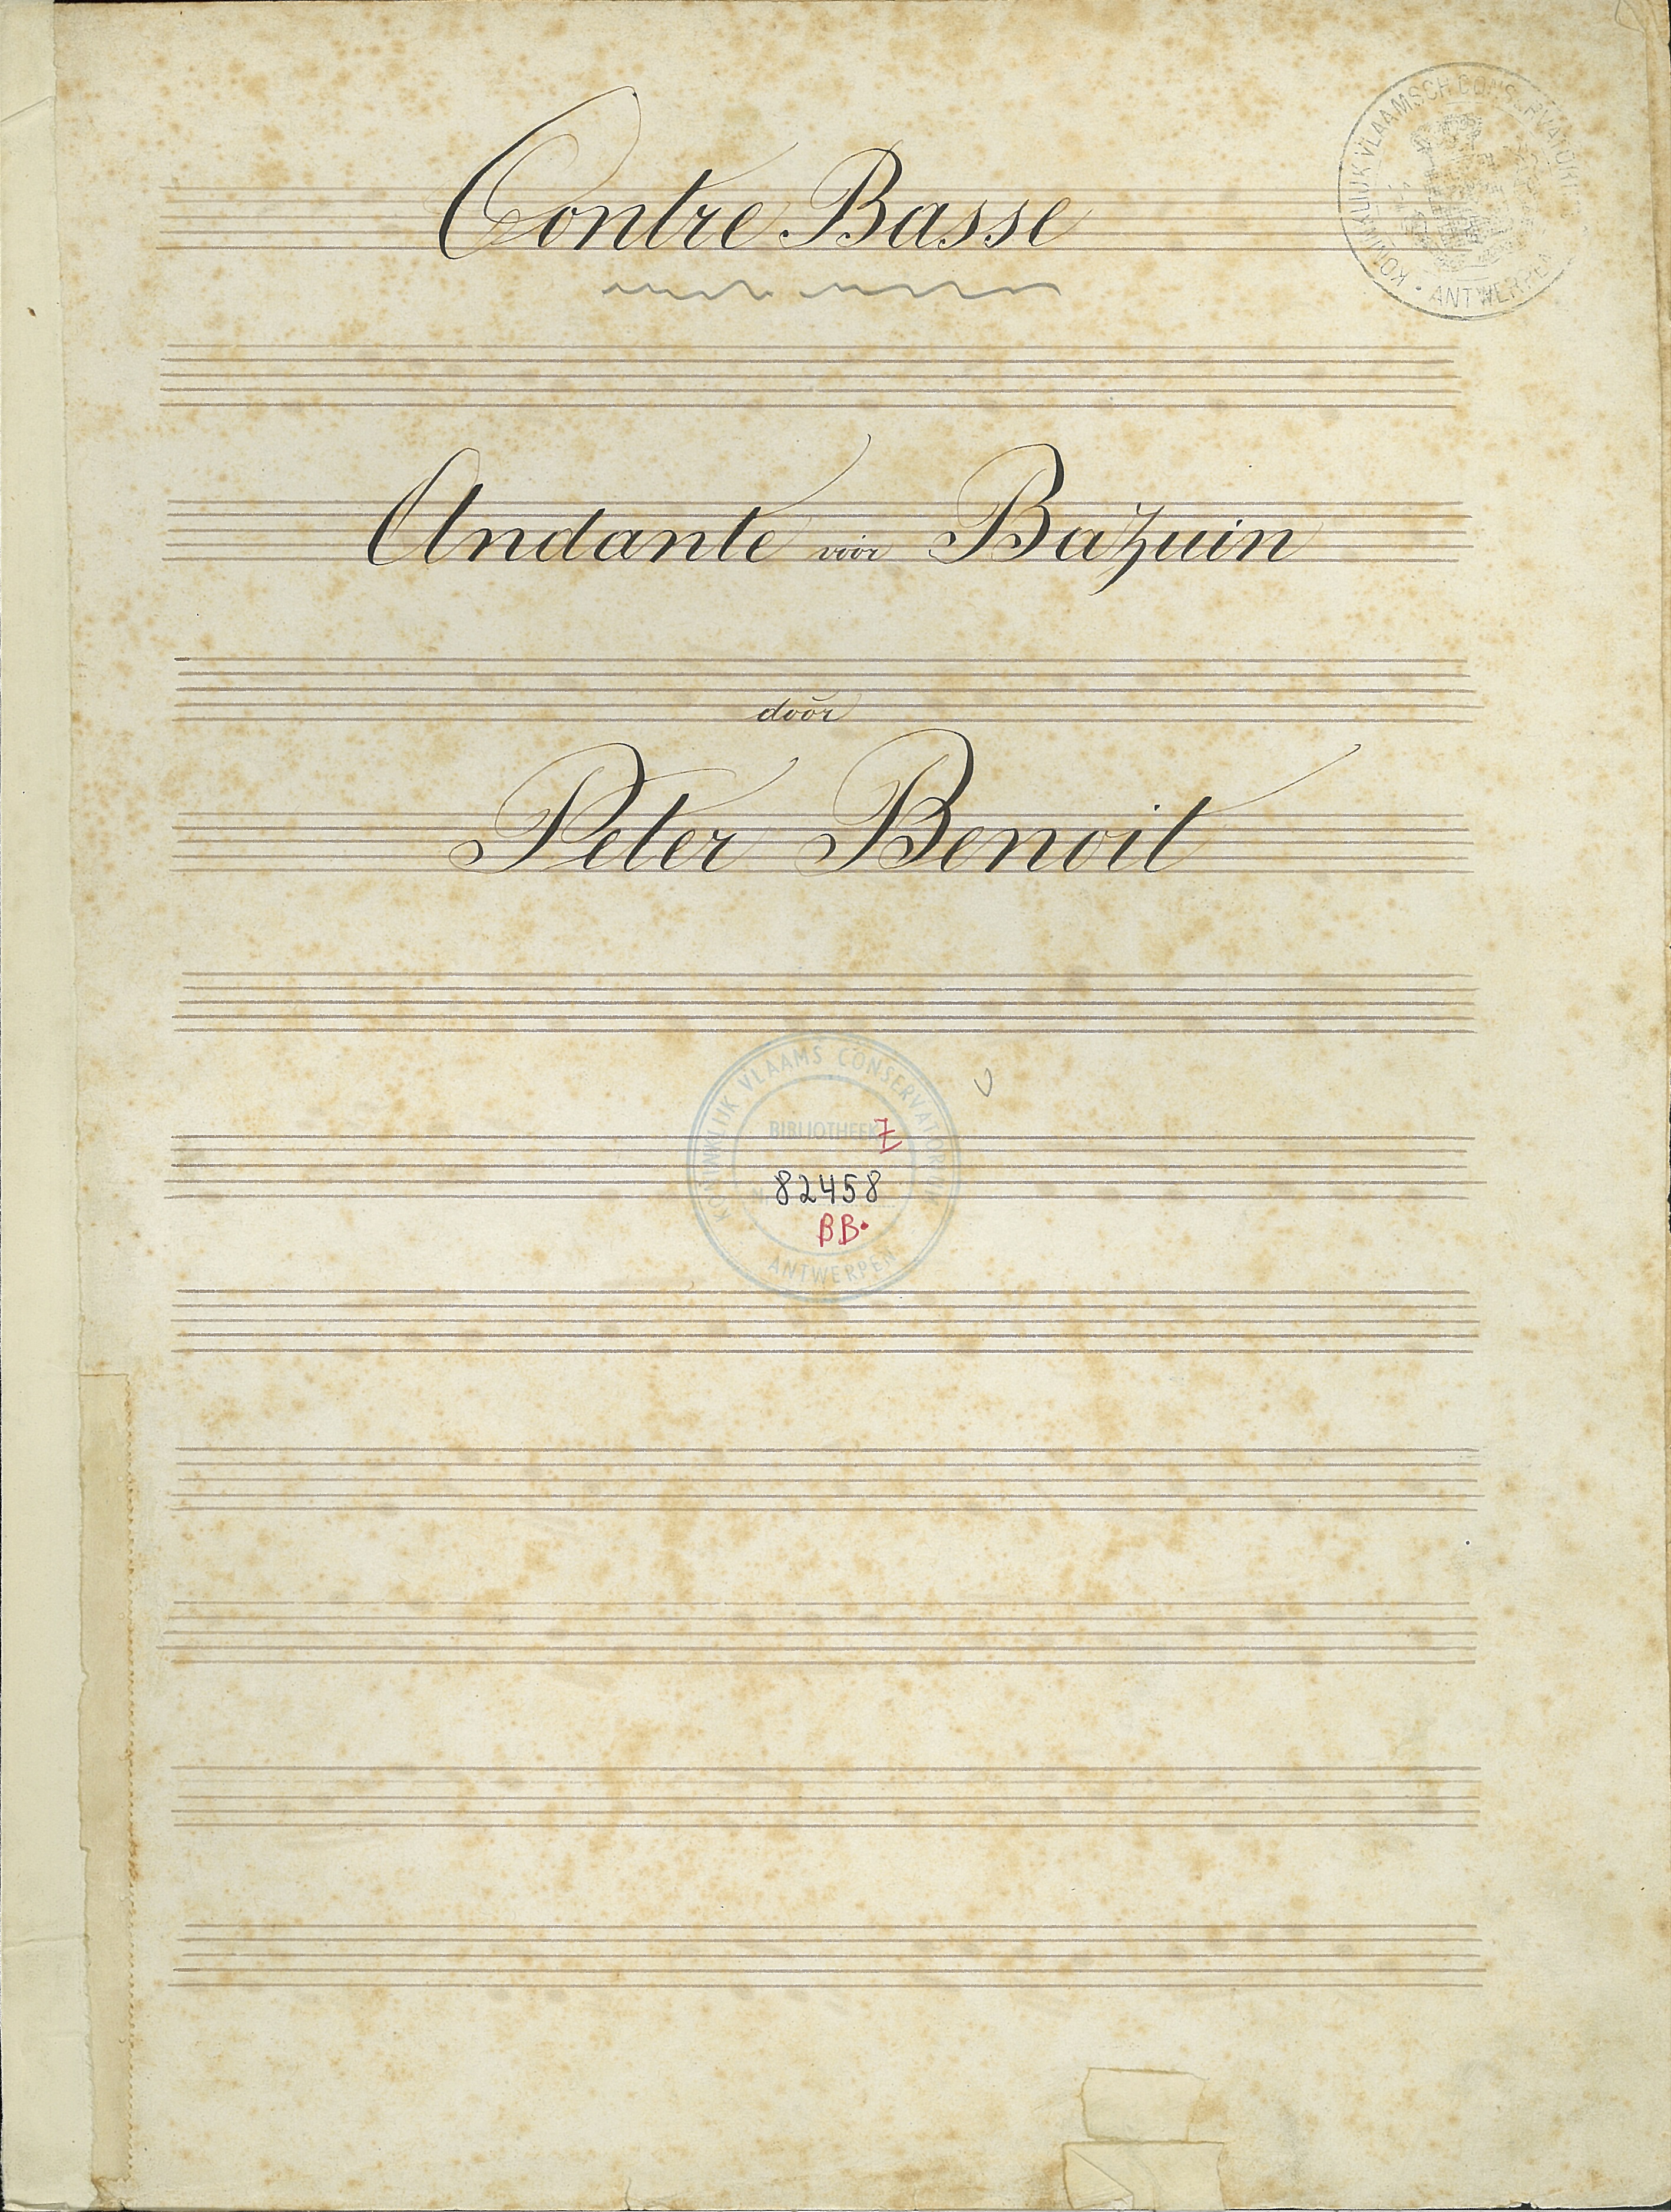 Contre Basse
KONINKLIJK VLAAMSCH CONSERVATORIUM • ANTWERPEN
Andante voor Bazuin
door
Peter Benoit
KONINKLIJK VLAAMS CONSERVATORIUM
BIBLIOTHEEK Z
82458
BB.
ANTWERPEN